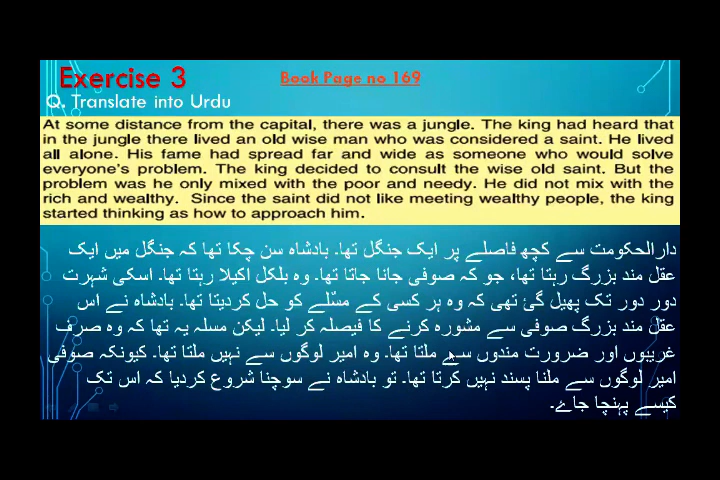 Exercise 3
Book Page no 169
Q. Translate into Urdu
At some distance from the capital, there was a jungle. The king had heard that
in the jungle there lived an old wise man who was considered a saint. He lived
all alone. His fame had spread far and wide as someone who would solve
everyone's problem. The king decided to consult the wise old saint. But the
problem was he only mixed with the poor and needy. He did not mix with the
rich and wealthy. Since the saint did not like meeting wealthy people, the king
started thinking as how to approach him.
دارالحکومت سے کچھ فاصلے پر ایک جنگل تھا۔ بادشاہ سن چکا تھا کہ جنگل میں ایک
عقل مند بزرگ رہتا تھا، جو کہ صوفی جانا جاتا تھا۔ وہ بلکل اکیلا رہتا تھا۔ اسکی شہرت
دور دور تک پھیل گئ تھی کہ وہ ہر کسی کے مسٔلے کو حل کردیتا تھا۔ بادشاہ نے اس
عقل مند بزرگ صوفی سے مشورہ کرنے کا فیصلہ کر لیا۔ لیکن مسلہ یہ تھا کہ وہ صرف
غریبوں اور ضرورت مندوں سے ملتا تھا۔ وہ امیر لوگوں سے نہیں ملتا تھا۔ کیونکہ صوفی
امیر لوگوں سے ملنا پسند نہیں کرتا تھا۔ تو بادشاہ نے سوچنا شروع کردیا کہ اس تک
کیسے پہنچا جاۓ۔